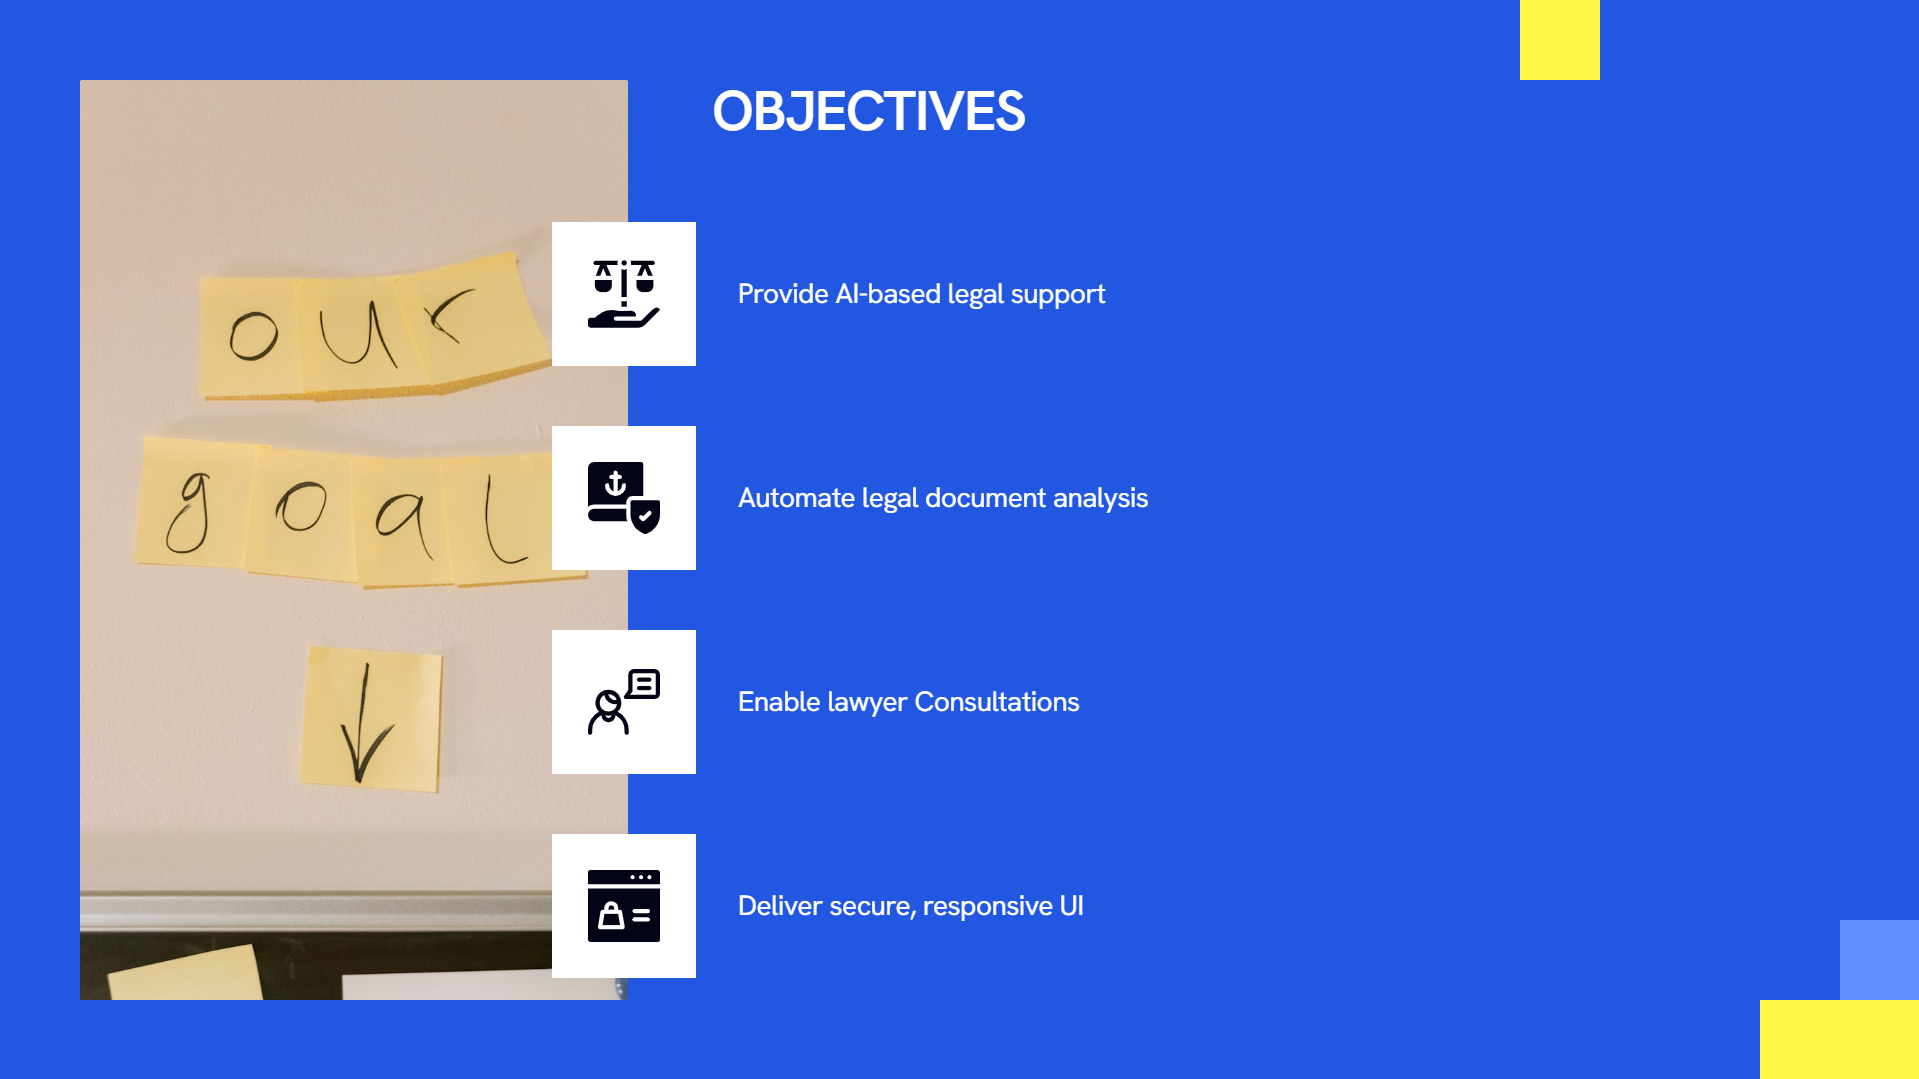 OBJECTIVES
our
goal
Provide AI-based legal support
Automate legal document analysis
Enable lawyer Consultations
Deliver secure, responsive UI